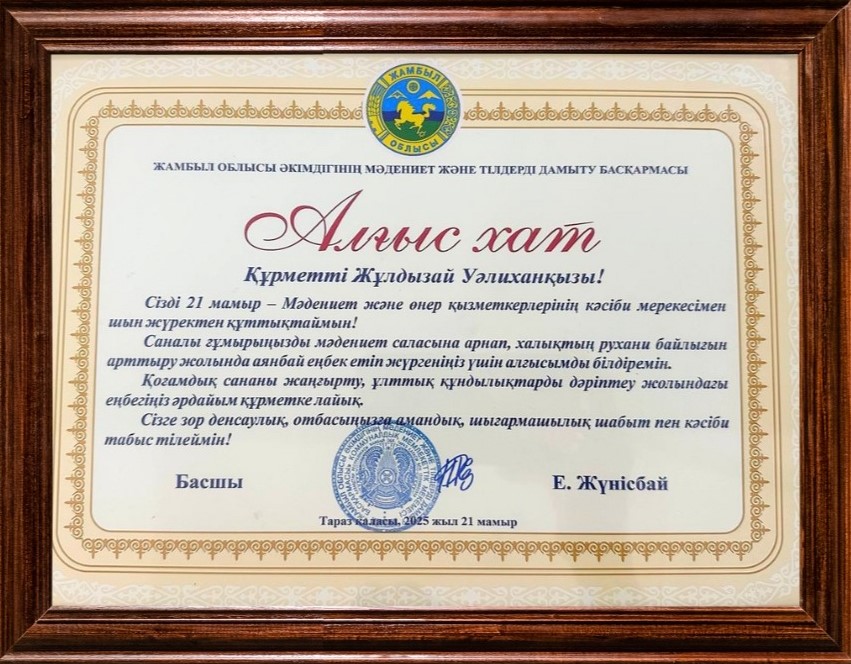 ЖАМБЫЛ
ОБЛЫСЫ
ЖАМБЫЛ ОБЛЫСЫ ӘКІМДІГІНІҢ МӘДЕНИЕТ ЖӘНЕ ТІЛДЕРДІ ДАМЫТУ БАСҚАРМАСЫ
Алғыс хат
Құрметті Жұлдызай Уәлиханқызы!
Сізді 21 мамыр – Мәдениет және өнер қызметкерлерінің кәсіби мерекесімен
шын жүректен құттықтаймын!
Саналы ғұмырыңызды мәдениет саласына арнап, халықтың рухани байлығын
арттыру жолында аянбай еңбек етіп жүргеніңіз үшін алғысымды білдіремін.
Қоғамдық сананы жаңғырту, ұлттық құндылықтарды дәріптеу жолындағы
еңбегіңіз әрдайым құрметке лайық.
Сізге зор денсаулық, отбасыңызға амандық, шығармашылық шабыт пен кәсіби
табыс тілеймін!
Басшы
Е. Жүнісбай
Тараз қаласы, 2025 жыл 21 мамыр